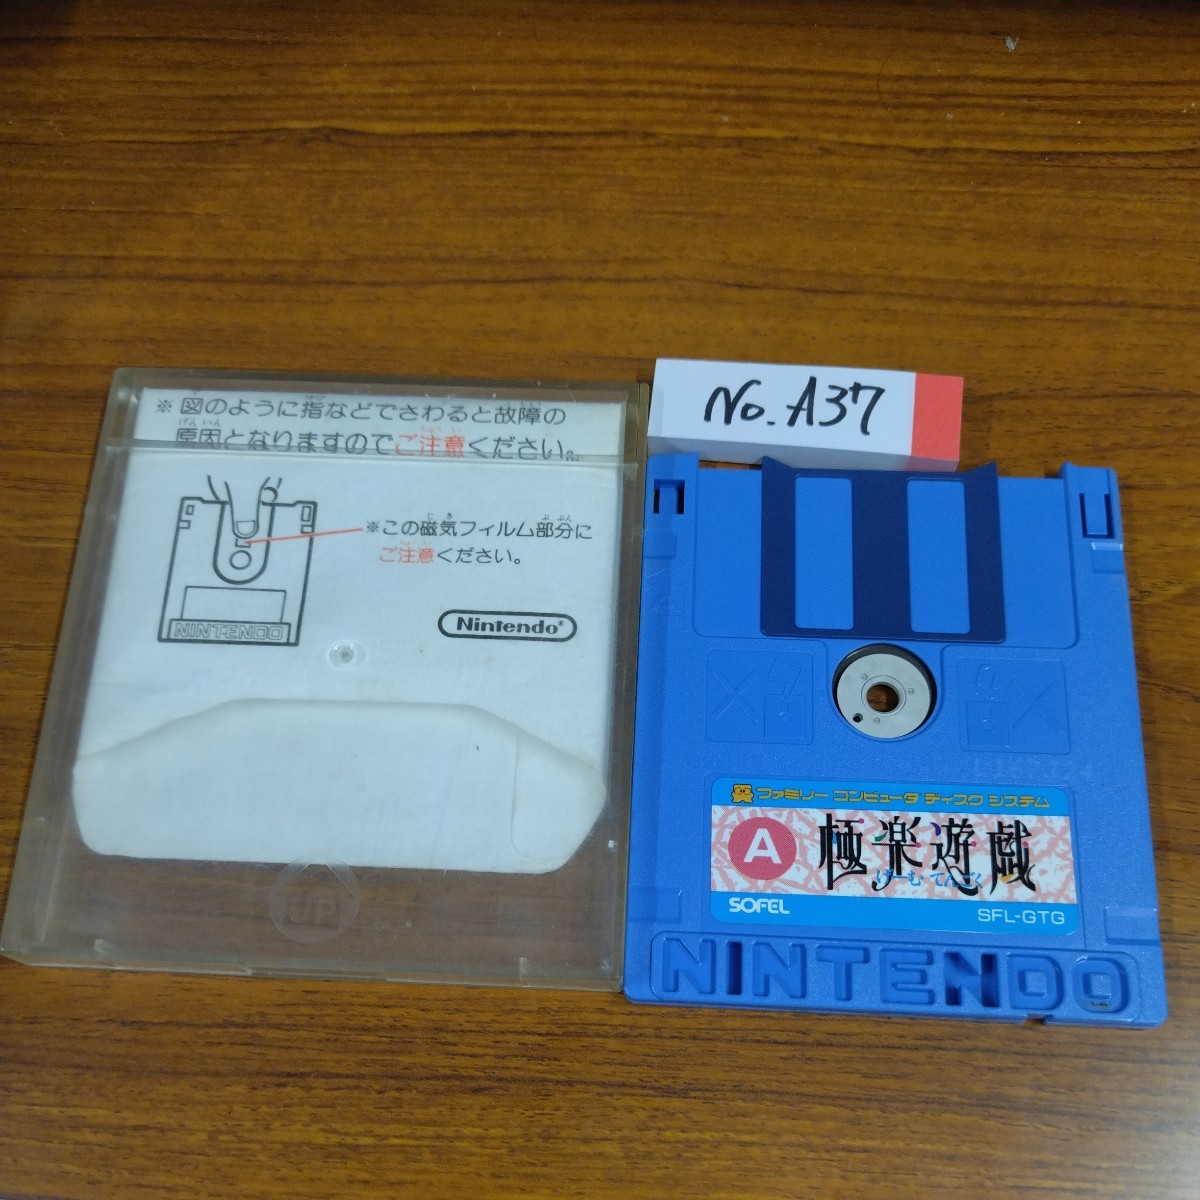 ※図のように指などでさわると故障の
原因となりますのでご注意ください。
※この磁気フィルム部分に
ご注意ください。
NINTENDO
Nintendo®
UP
No. A37
ファミリー コンピュータ ディスク システム
A
極楽遊戯
げーむ てんごく
SOFEL
SFL-GTG
NINTENDO